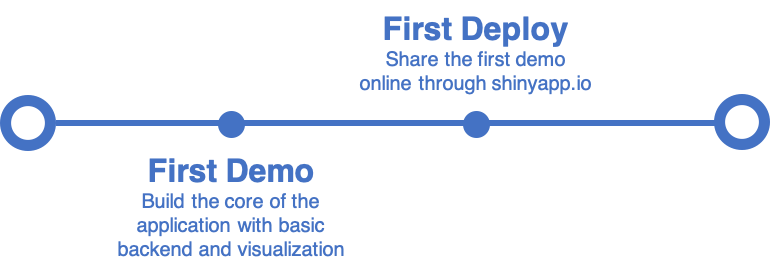 First Deploy
Share the first demo
online through shinyapp.io
First Demo
Build the core of the
application with basic
backend and visualization